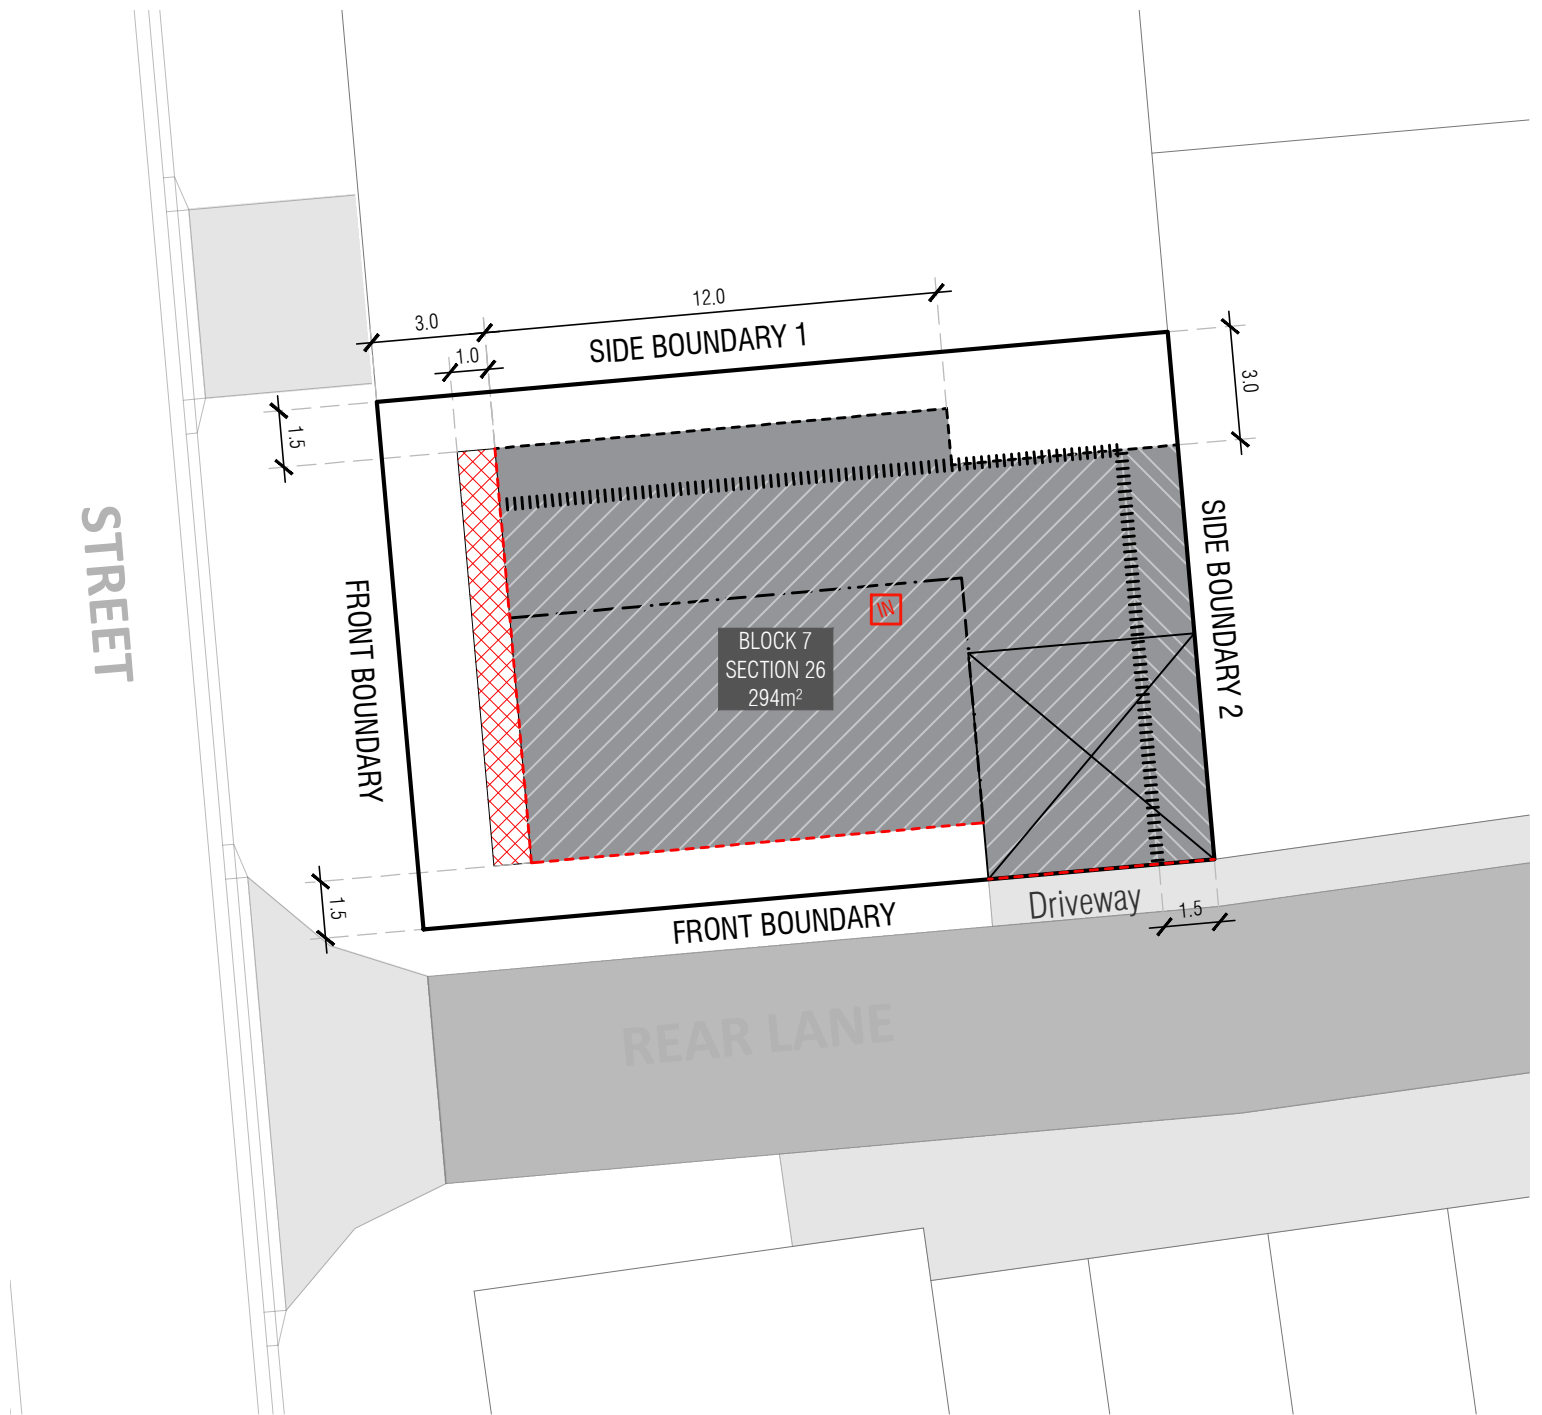 12.0
3.0
SIDE BOUNDARY 1
1.0
3.0
1.5
STREET
FRONT BOUNDARY
SIDE BOUNDARY 2
IN
BLOCK 7
SECTION 26
294m²
1.5
Driveway
1.5
FRONT BOUNDARY
REAR LANE